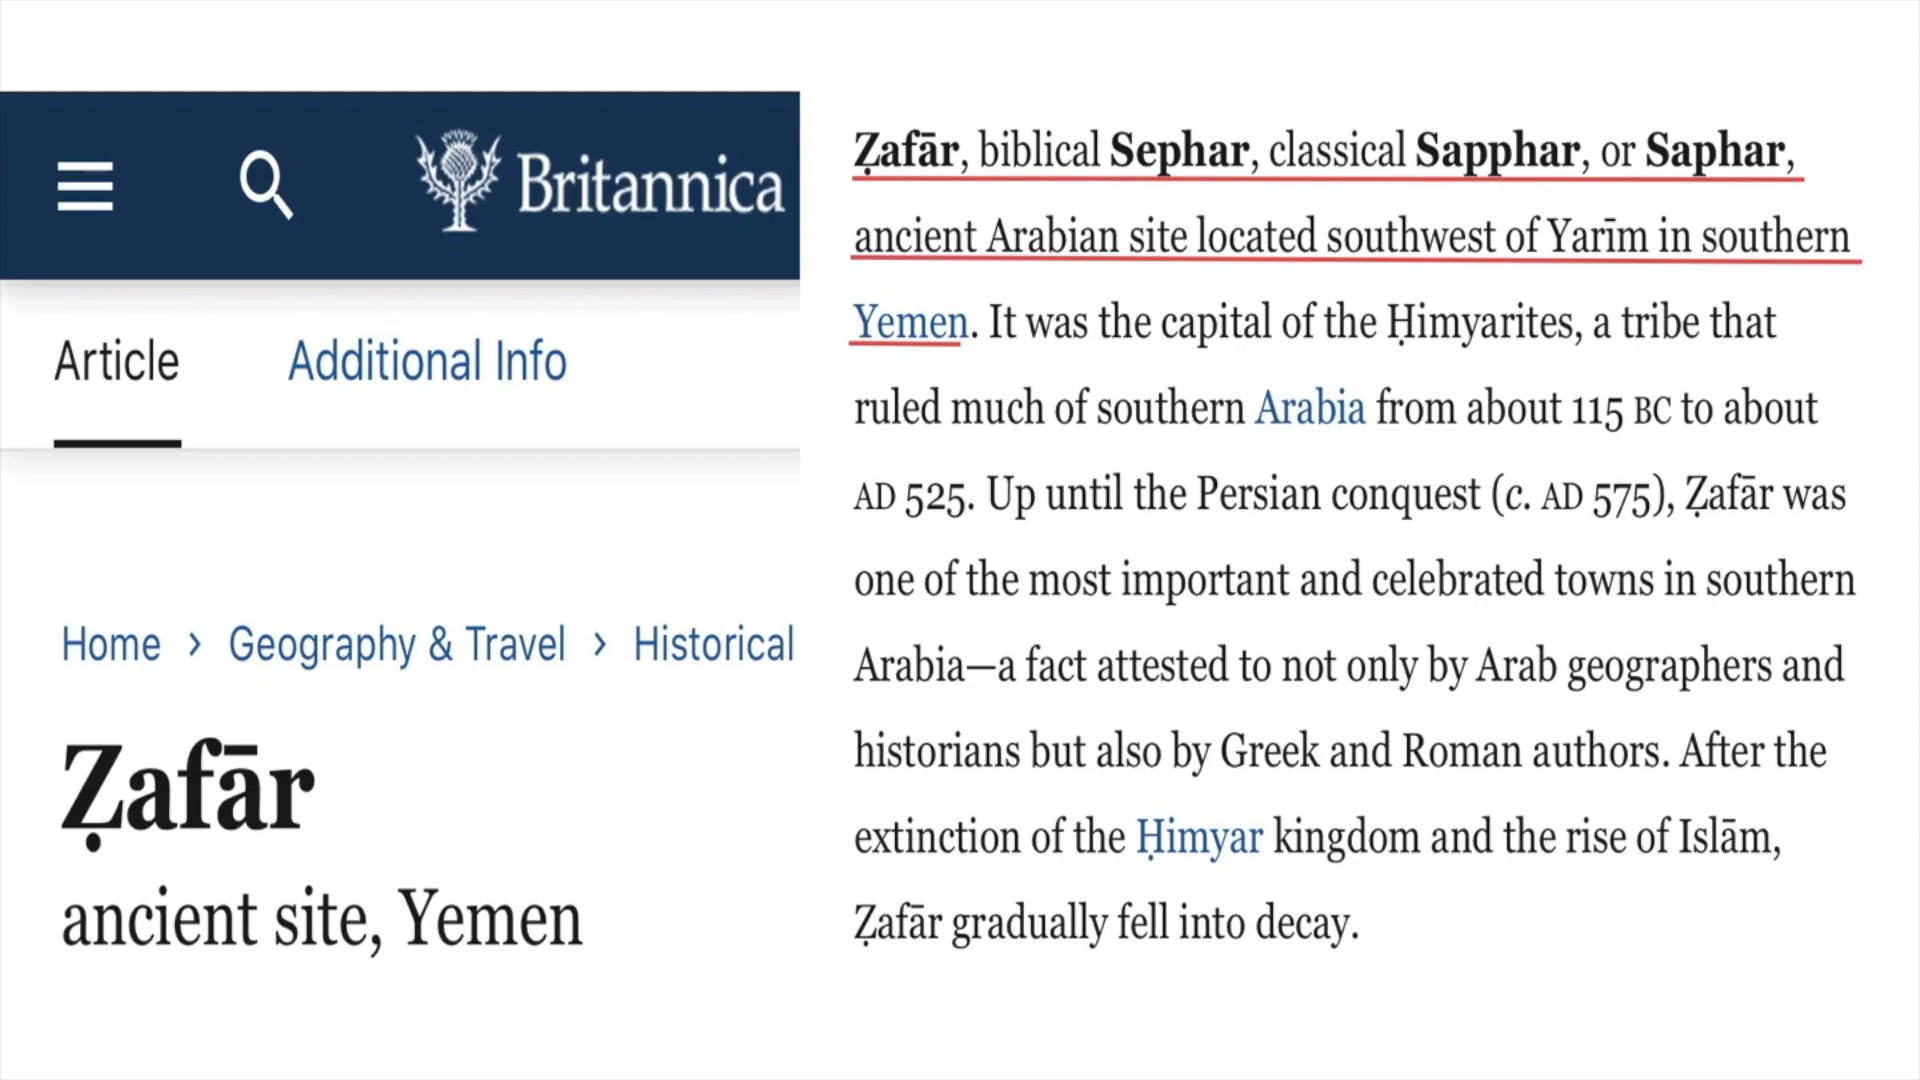 Britannica
Article
Additional Info
Home > Geography & Travel > Historical
Ẓafār
ancient site, Yemen
Ẓafār, biblical Sephar, classical Sapphar, or Saphar,
ancient Arabian site located southwest of Yarīm in southern
Yemen. It was the capital of the Ḥimyarites, a tribe that
ruled much of southern Arabia from about 115 BC to about
AD 525. Up until the Persian conquest (c. AD 575), Ẓafār was
one of the most important and celebrated towns in southern
Arabia—a fact attested to not only by Arab geographers and
historians but also by Greek and Roman authors. After the
extinction of the Ḥimyar kingdom and the rise of Islām,
Ẓafār gradually fell into decay.